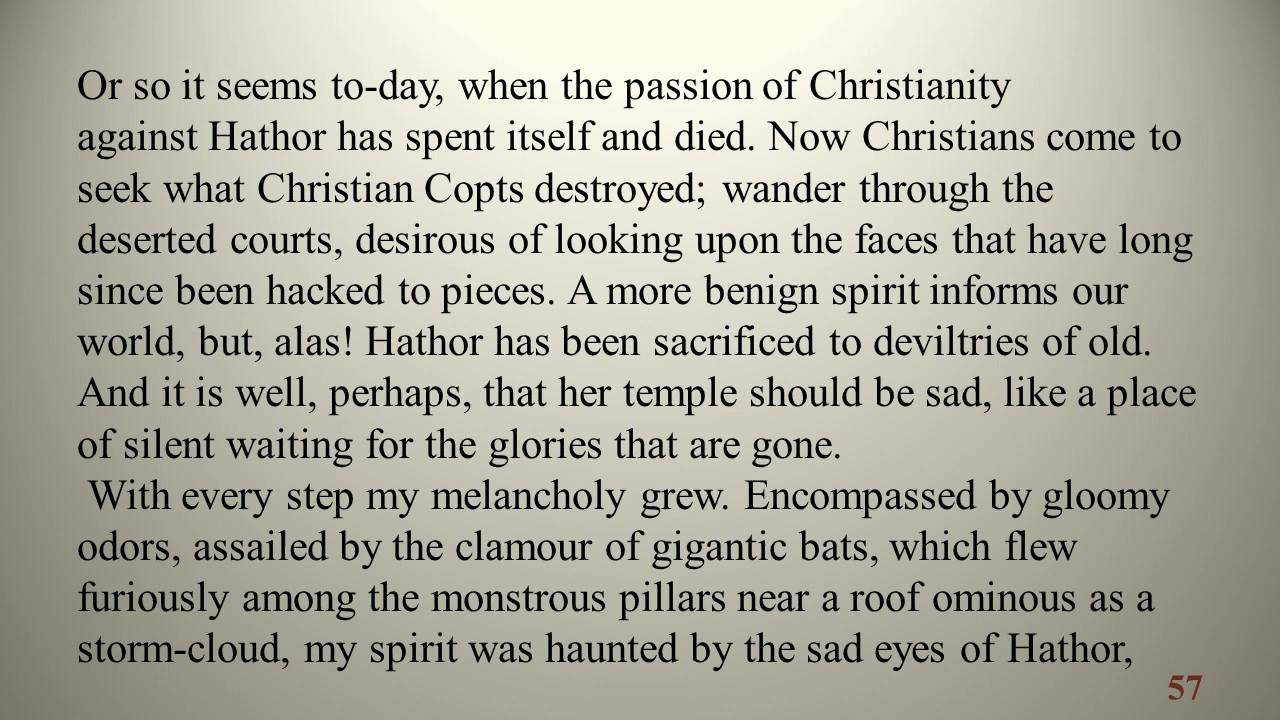 Or so it seems to-day, when the passion of Christianity
against Hathor has spent itself and died. Now Christians come to
seek what Christian Copts destroyed; wander through the
deserted courts, desirous of looking upon the faces that have long
since been hacked to pieces. A more benign spirit informs our
world, but, alas! Hathor has been sacrificed to deviltries of old.
And it is well, perhaps, that her temple should be sad, like a place
of silent waiting for the glories that are gone.
With every step my melancholy grew. Encompassed by gloomy
odors, assailed by the clamour of gigantic bats, which flew
furiously among the monstrous pillars near a roof ominous as a
storm-cloud, my spirit was haunted by the sad eyes of Hathor,
57